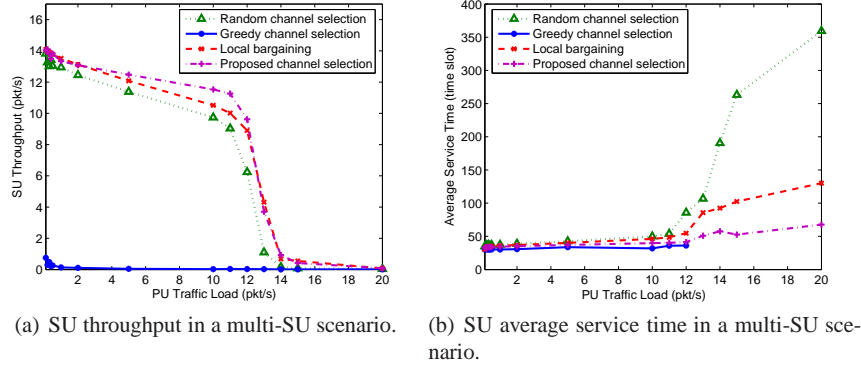 Random channel selection
Greedy channel selection
Local bargaining
Proposed channel selection
SU Throughput (pkt/s)
16
14
12
10
8
6
4
2
0
0 2 4 6 8 10 12 14 16 18 20
PU Traffic Load (pkt/s)
(a) SU throughput in a multi-SU scenario.
Random channel selection
Greedy channel selection
Local bargaining
Proposed channel selection
Average Service Time (time slot)
400
350
300
250
200
150
100
50
0
0 2 4 6 8 10 12 14 16 18 20
PU Traffic Load (pkt/s)
(b) SU average service time in a multi-SU sce-
nario.